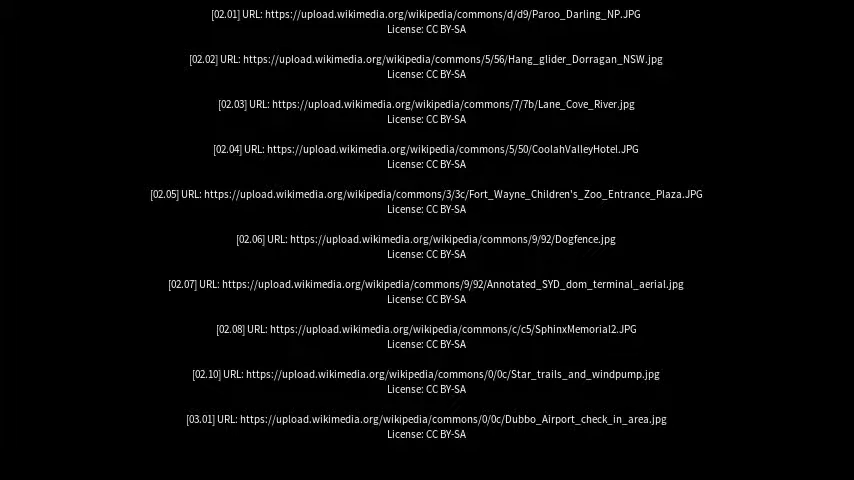 [02.01] URL: https://upload.wikimedia.org/wikipedia/commons/d/d9/Paroo_Darling_NP.JPG
License: CC BY-SA
[02.02] URL: https://upload.wikimedia.org/wikipedia/commons/5/56/Hang_glider_Dorragan_NSW.jpg
License: CC BY-SA
[02.03] URL: https://upload.wikimedia.org/wikipedia/commons/7/7b/Lane_Cove_River.jpg
License: CC BY-SA
[02.04] URL: https://upload.wikimedia.org/wikipedia/commons/5/50/CoolahValleyHotel.JPG
License: CC BY-SA
[02.05] URL: https://upload.wikimedia.org/wikipedia/commons/3/3c/Fort_Wayne_Children's_Zoo_Entrance_Plaza.JPG
License: CC BY-SA
[02.06] URL: https://upload.wikimedia.org/wikipedia/commons/9/92/Dogfence.jpg
License: CC BY-SA
[02.07] URL: https://upload.wikimedia.org/wikipedia/commons/9/92/Annotated_SYD_dom_terminal_aerial.jpg
License: CC BY-SA
[02.08] URL: https://upload.wikimedia.org/wikipedia/commons/c/c5/SphinxMemorial2.JPG
License: CC BY-SA
[02.10] URL: https://upload.wikimedia.org/wikipedia/commons/0/0c/Star_trails_and_windpump.jpg
License: CC BY-SA
[03.01] URL: https://upload.wikimedia.org/wikipedia/commons/0/0c/Dubbo_Airport_check_in_area.jpg
License: CC BY-SA